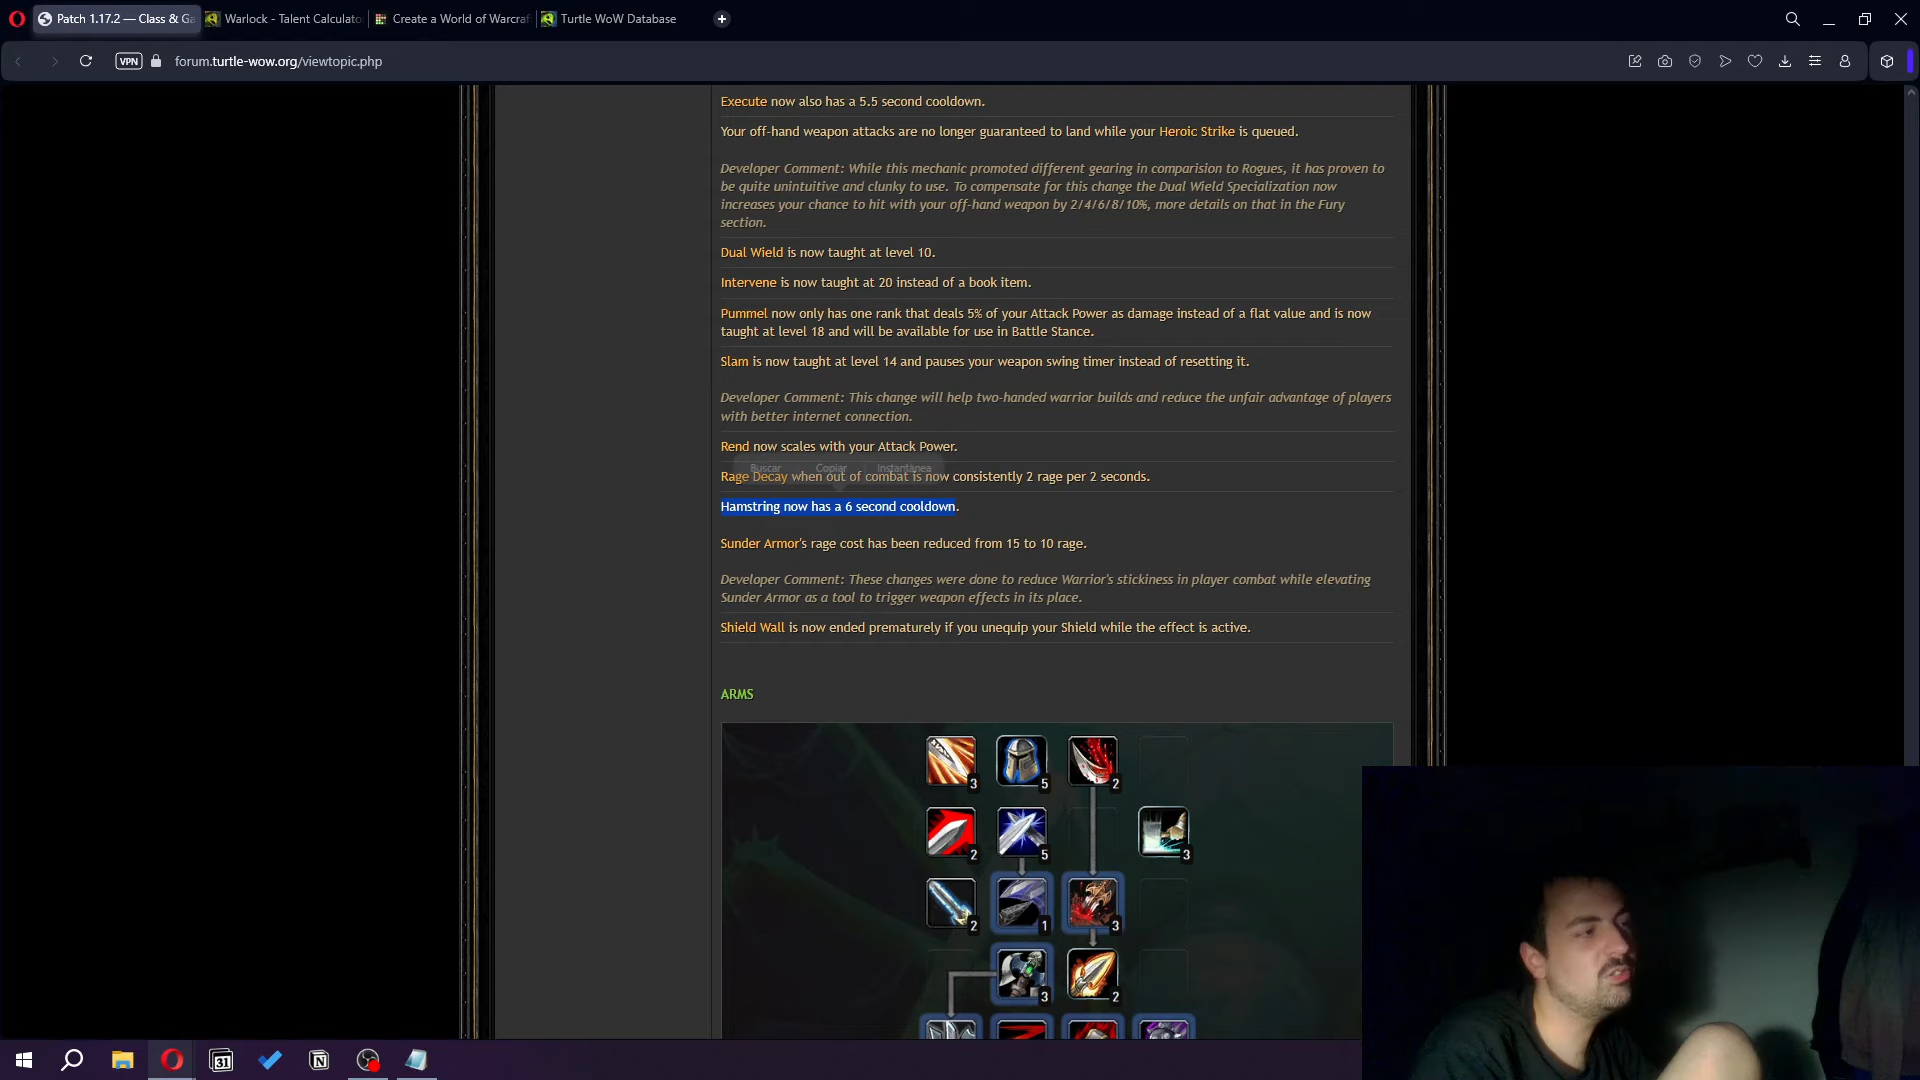 Patch 1.17.2 — Class & Ga
Warlock - Talent Calculato
Create a World of Warcraf
Turtle WoW Database
VPN
forum.turtle-wow.org/viewtopic.php
Execute now also has a 5.5 second cooldown.
Your off-hand weapon attacks are no longer guaranteed to land while your Heroic Strike is queued.
Developer Comment: While this mechanic promoted different gearing in comparision to Rogues, it has proven to
be quite unintuitive and clunky to use. To compensate for this change the Dual Wield Specialization now
increases your chance to hit with your off-hand weapon by 2/4/6/8/10%, more details on that in the Fury
section.
Dual Wield is now taught at level 10.
Intervene is now taught at 20 instead of a book item.
Pummel now only has one rank that deals 5% of your Attack Power as damage instead of a flat value and is now
taught at level 18 and will be available for use in Battle Stance.
Slam is now taught at level 14 and pauses your weapon swing timer instead of resetting it.
Developer Comment: This change will help two-handed warrior builds and reduce the unfair advantage of players
with better internet connection.
Rend now scales with your Attack Power.
Buscar Copiar Instantánea
Rage Decay when out of combat is now consistently 2 rage per 2 seconds.
Hamstring now has a 6 second cooldown.
Sunder Armor's rage cost has been reduced from 15 to 10 rage.
Developer Comment: These changes were done to reduce Warrior's stickiness in player combat while elevating
Sunder Armor as a tool to trigger weapon effects in its place.
Shield Wall is now ended prematurely if you unequip your Shield while the effect is active.
ARMS
3 5 2
2 5 3
2 1 3
3 2
31